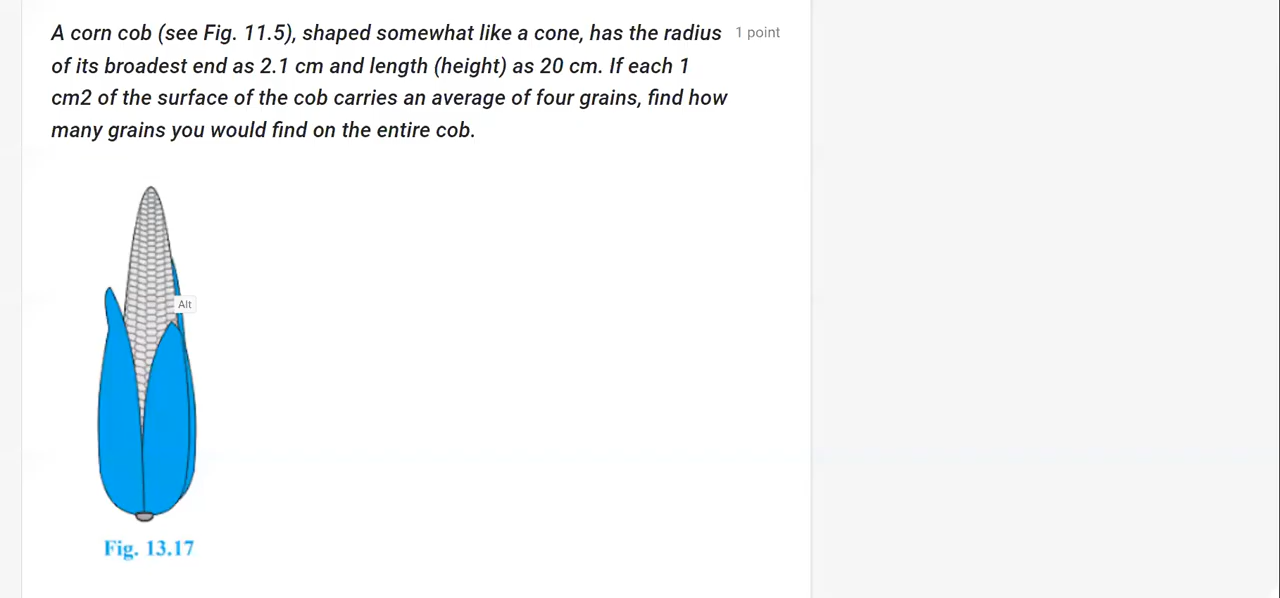 A corn cob (see Fig. 11.5), shaped somewhat like a cone, has the radius 1 point
of its broadest end as 2.1 cm and length (height) as 20 cm. If each 1
cm2 of the surface of the cob carries an average of four grains, find how
many grains you would find on the entire cob.
Alt
Fig. 13.17